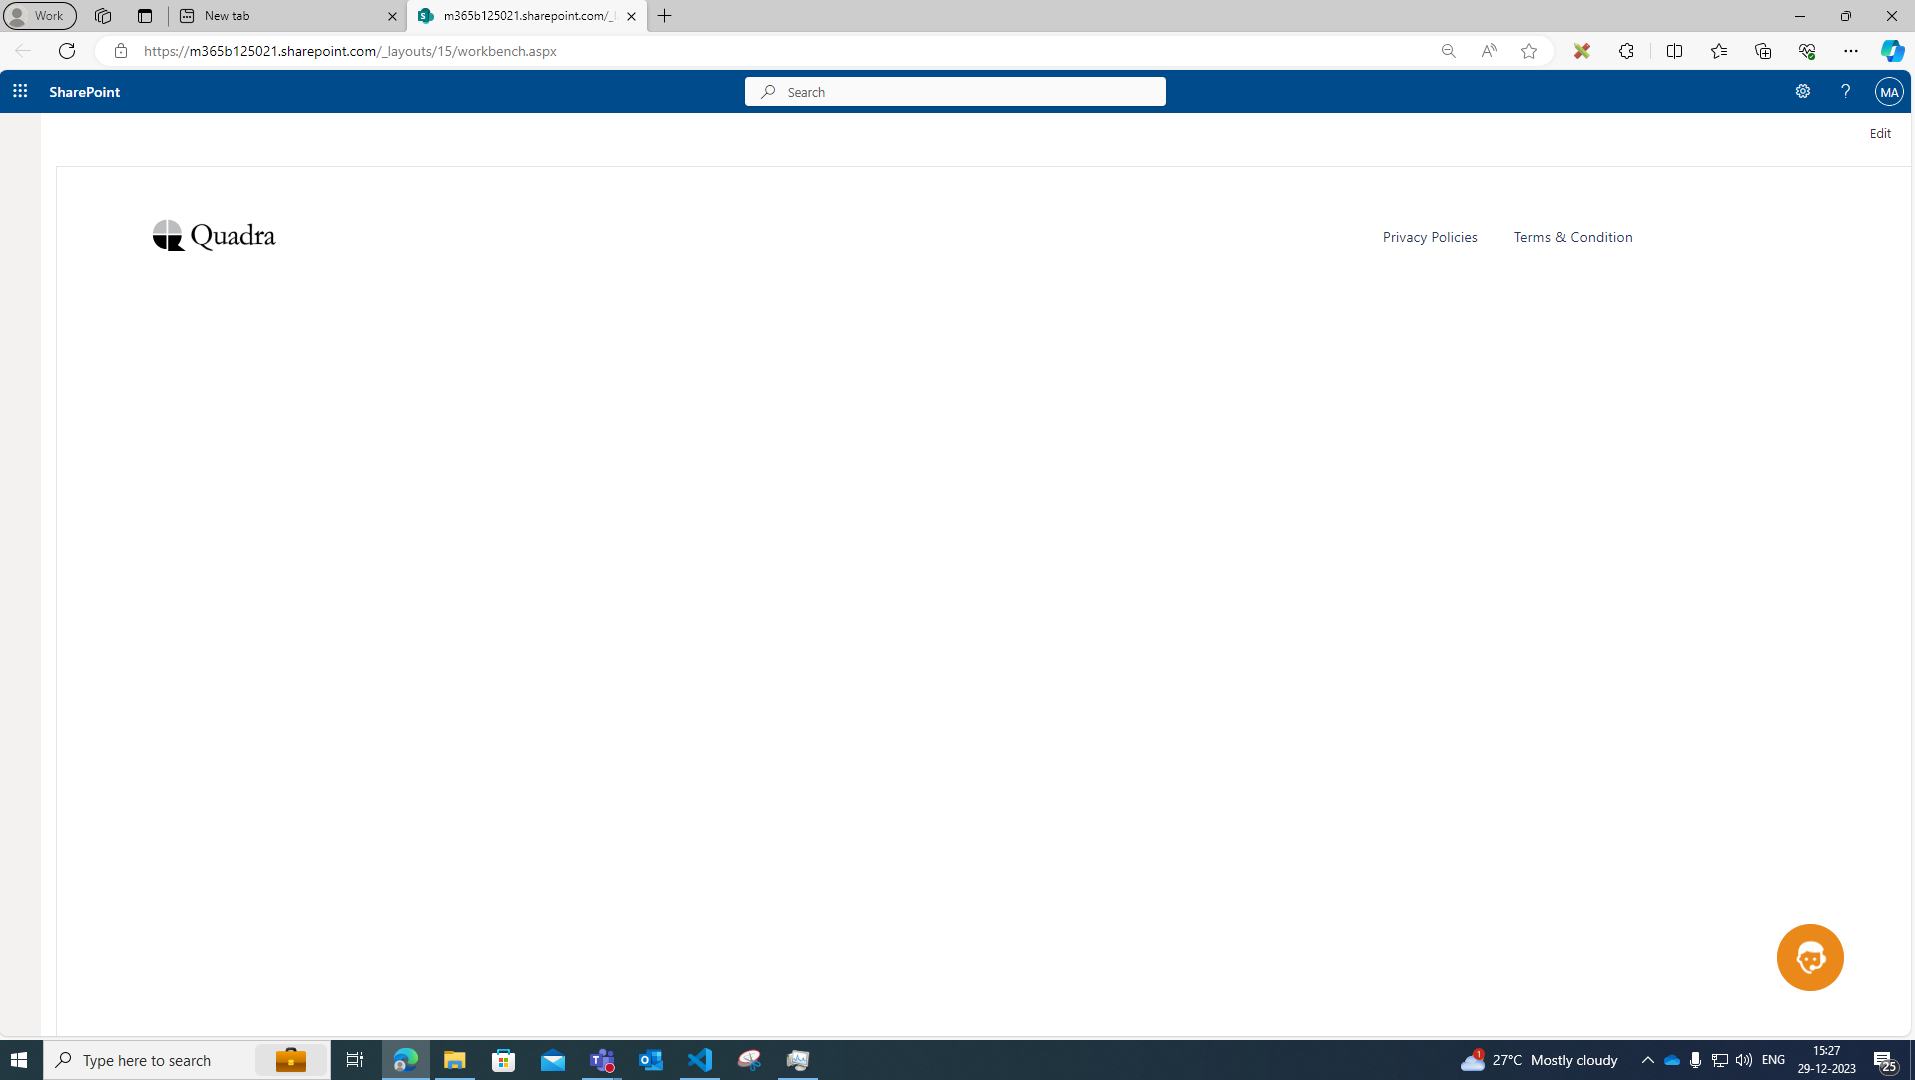 Work
New tab
m365b125021.sharepoint.com/_l
https://m365b125021.sharepoint.com/_layouts/15/workbench.aspx
SharePoint
Search
MA
Edit
Quadra
Privacy Policies
Terms & Condition
Type here to search
1
27°C Mostly cloudy
ENG
15:27
29-12-2023
25